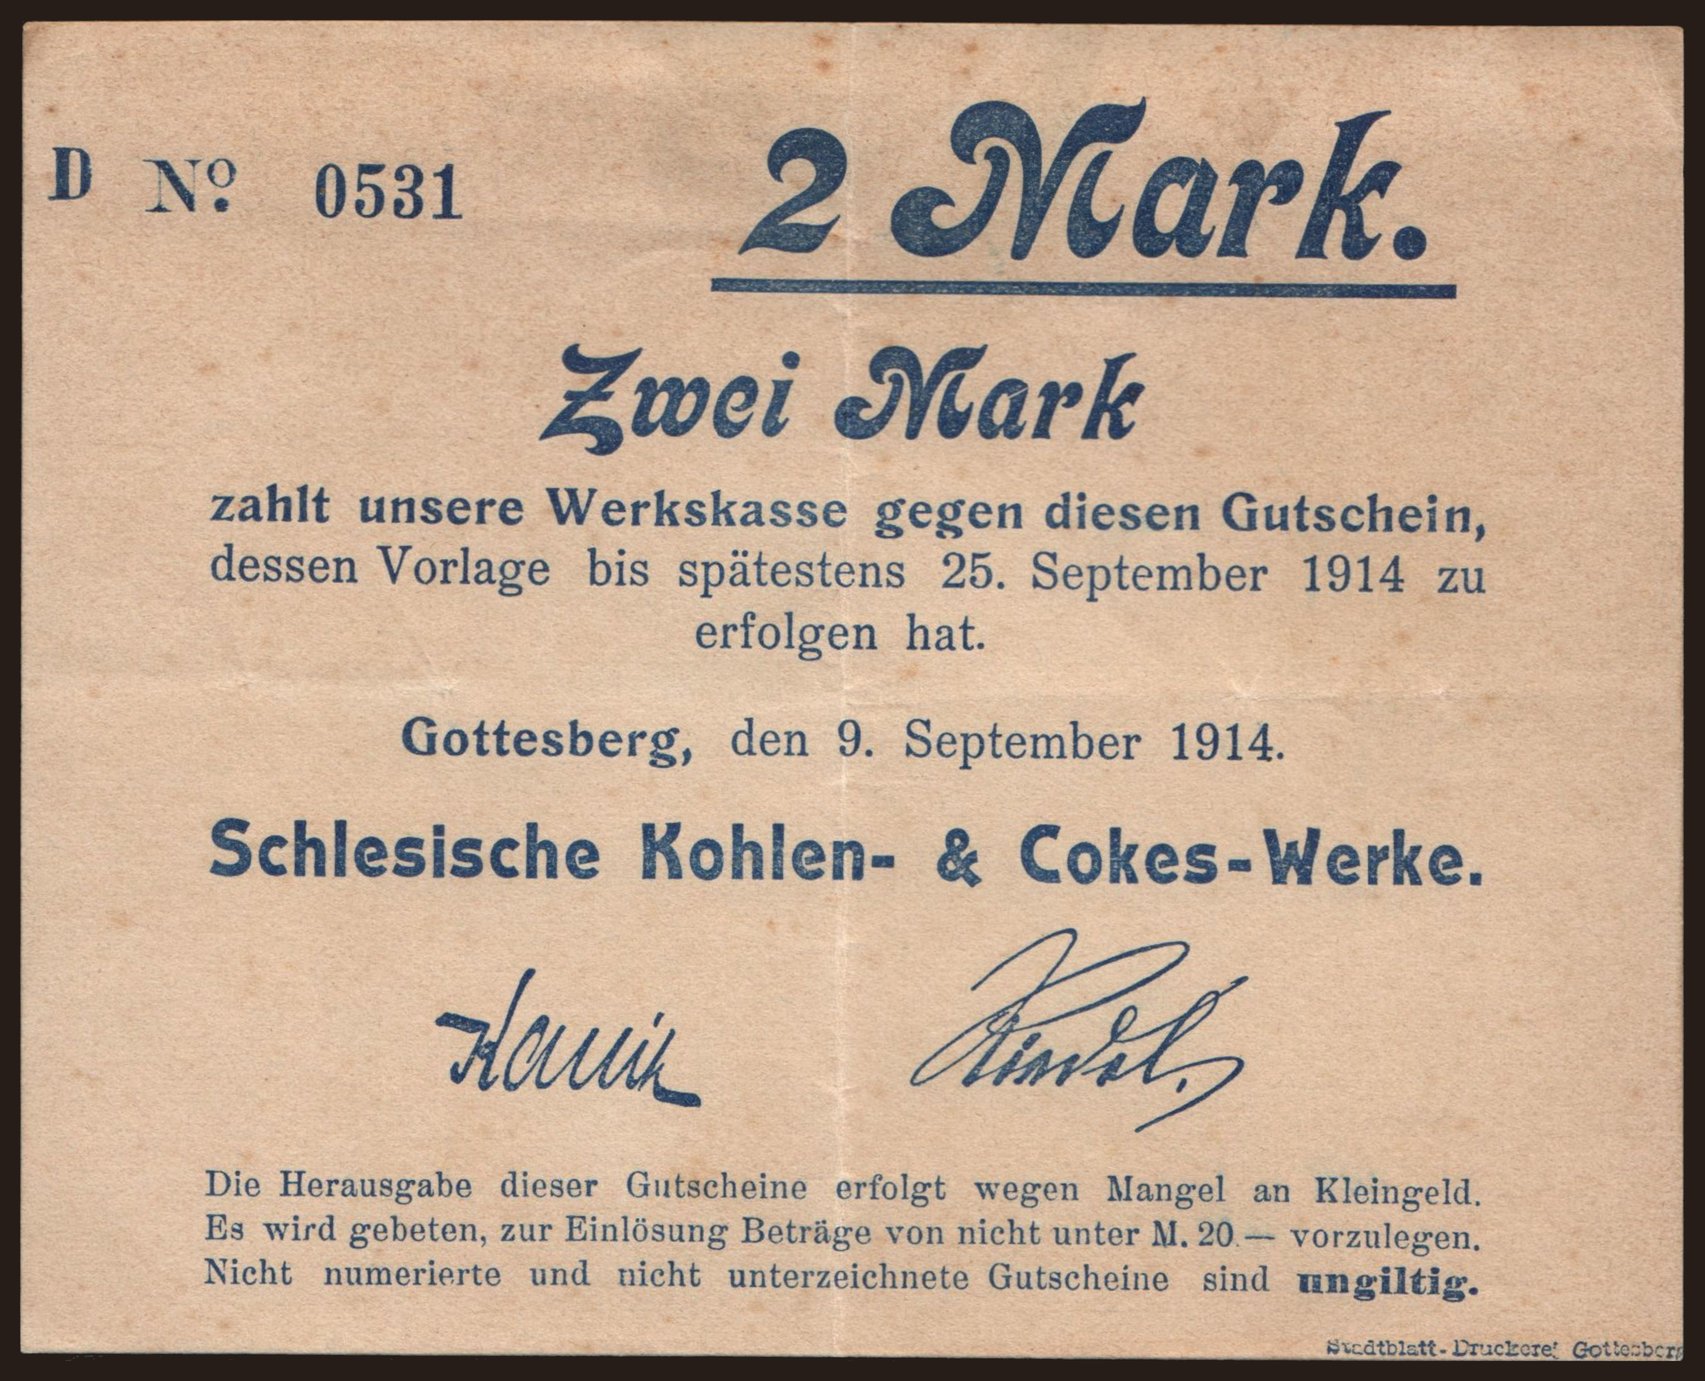 D No. 0531
2 Mark.
Zwei Mark
zahlt unsere Werkskasse gegen diesen Gutschein,
dessen Vorlage bis spätestens 25. September 1914 zu
erfolgen hat.
Gottesberg, den 9. September 1914.
Schlesische Kohlen- & Cokes-Werke.
Riedel.
Die Herausgabe dieser Gutscheine erfolgt wegen Mangel an Kleingeld.
Es wird gebeten, zur Einlösung Beträge von nicht unter M. 20.— vorzulegen.
Nicht numerierte und nicht unterzeichnete Gutscheine sind ungiltig.
Stadtblatt-Druckerei Gottesberg